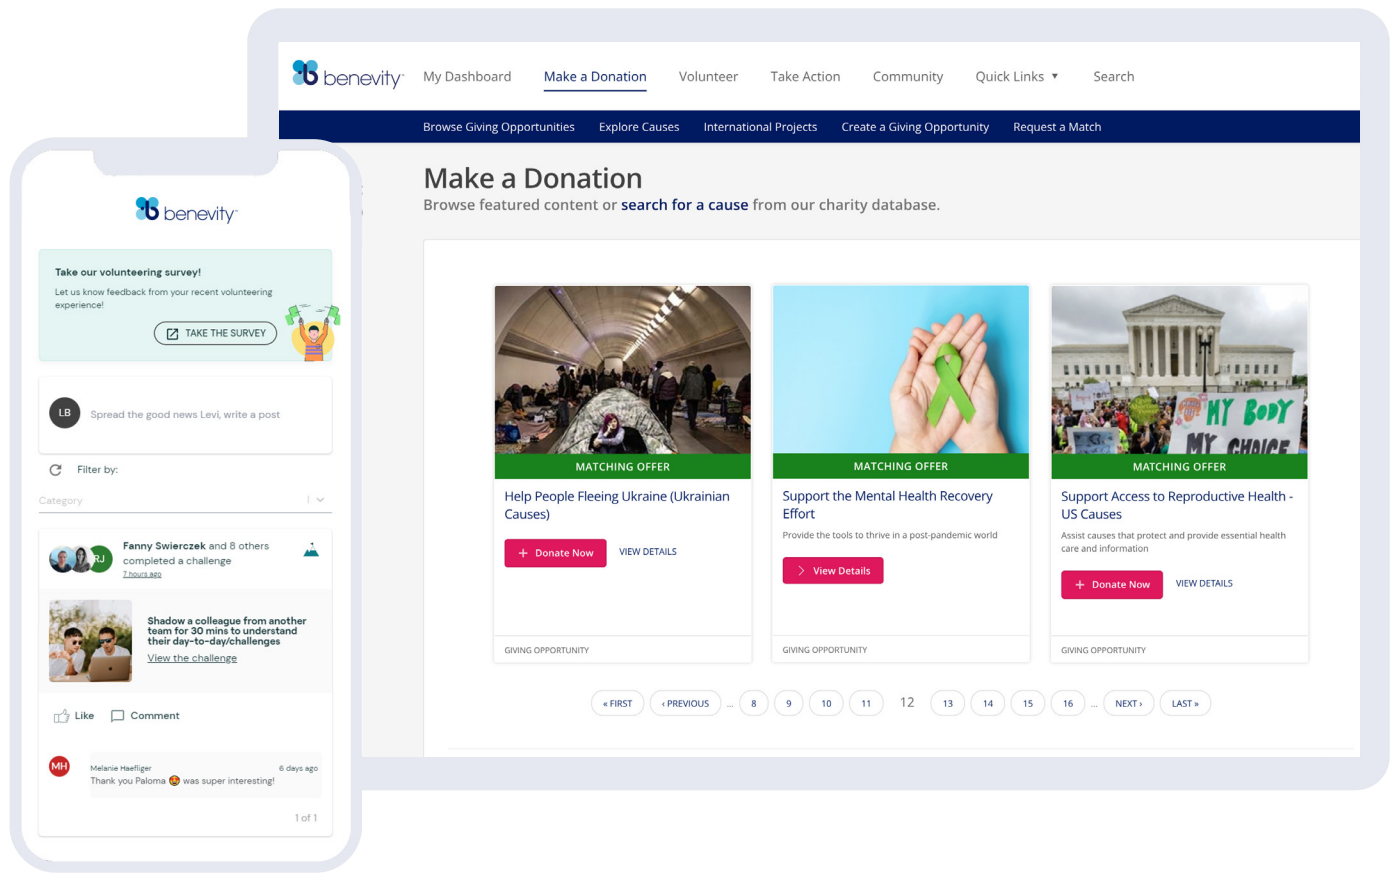 benevity
My Dashboard
Make a Donation
Volunteer
Take Action
Community
Quick Links ▼
Search
Browse Giving Opportunities
Explore Causes
International Projects
Create a Giving Opportunity
Request a Match
Make a Donation
Browse featured content or search for a cause from our charity database.
MY BODY
MY CHOICE
MATCHING OFFER
Help People Fleeing Ukraine (Ukrainian
Causes)
+ Donate Now
VIEW DETAILS
GIVING OPPORTUNITY
MATCHING OFFER
Support the Mental Health Recovery
Effort
Provide the tools to thrive in a post-pandemic world
> View Details
GIVING OPPORTUNITY
MATCHING OFFER
Support Access to Reproductive Health -
US Causes
Assist causes that protect and provide essential health
care and information
+ Donate Now
VIEW DETAILS
GIVING OPPORTUNITY
« FIRST ‹ PREVIOUS ... 8 9 10 11 12 13 14 15 16 ... NEXT › LAST »
benevity
Take our volunteering survey!
Let us know feedback from your recent volunteering
experience!
TAKE THE SURVEY
LB
Spread the good news Levi, write a post
Filter by:
Category
RJ
Fanny Swierczek and 8 others
completed a challenge
7 hours ago
Shadow a colleague from another
team for 30 mins to understand
their day-to-day/challenges
View the challenge
Like
Comment
MH
Melanie Haefliger
6 days ago
Thank you Paloma 😍 was super interesting!
1 of 1